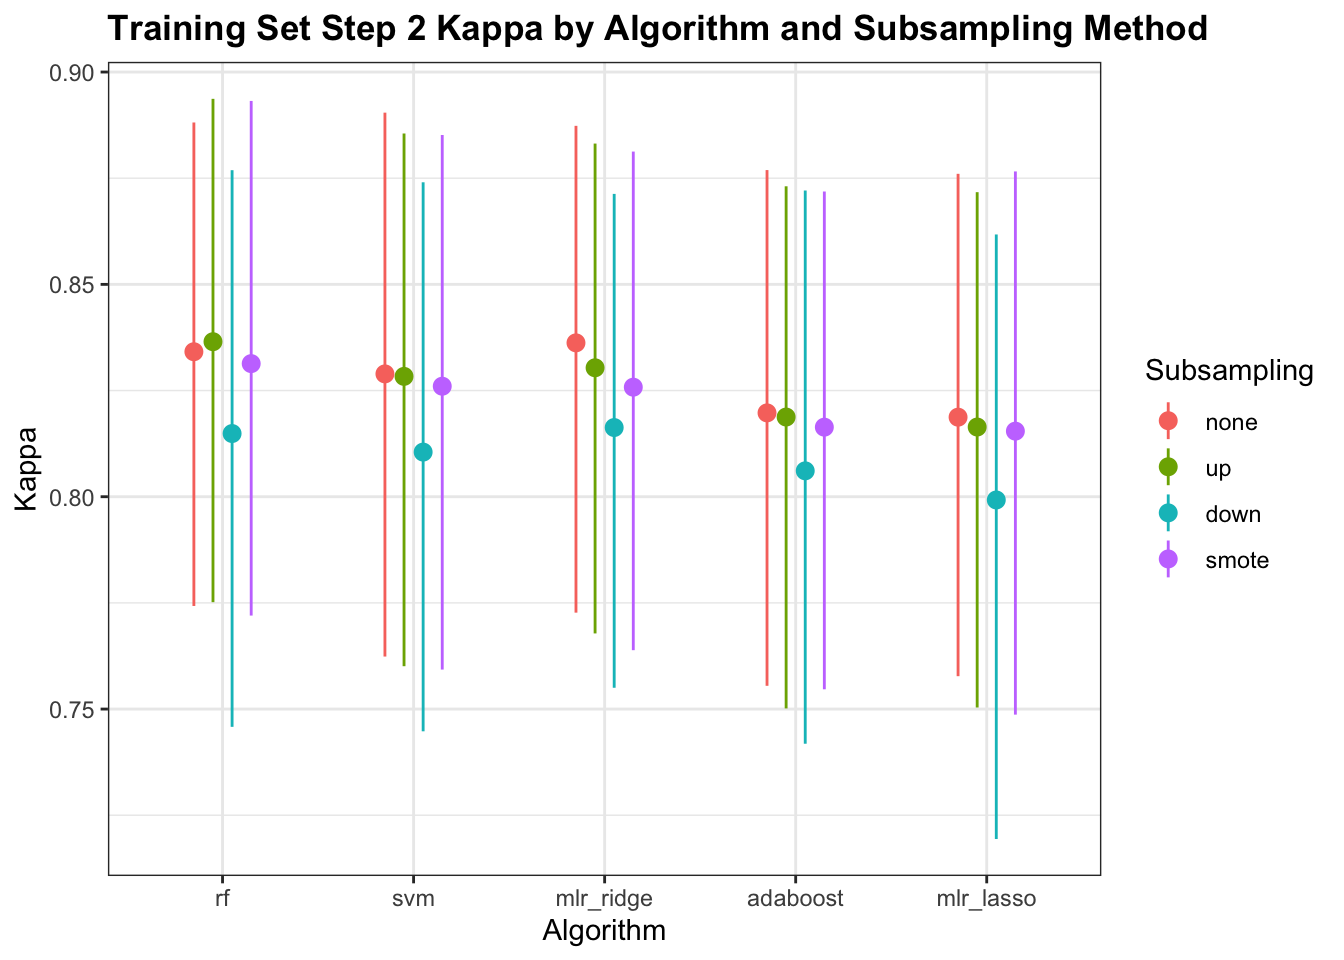 Training Set Step 2 Kappa by Algorithm and Subsampling Method
0.90
0.85
0.80
0.75
Kappa
rf svm mlr_ridge adaboost mlr_lasso
Algorithm
Subsampling
none
up
down
smote